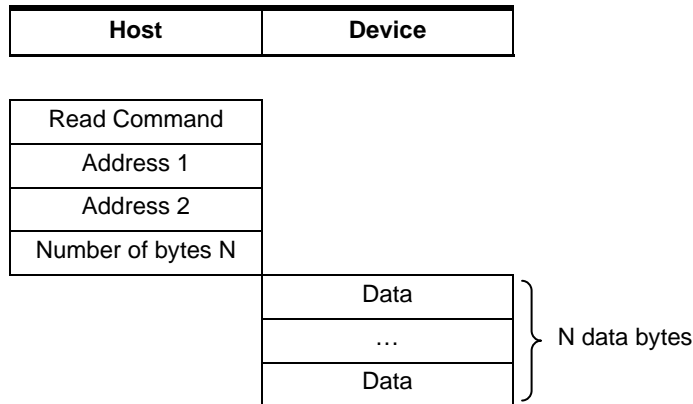 Host Device
Read Command
Address 1
Address 2
Number of bytes N
Data
… N data bytes
Data